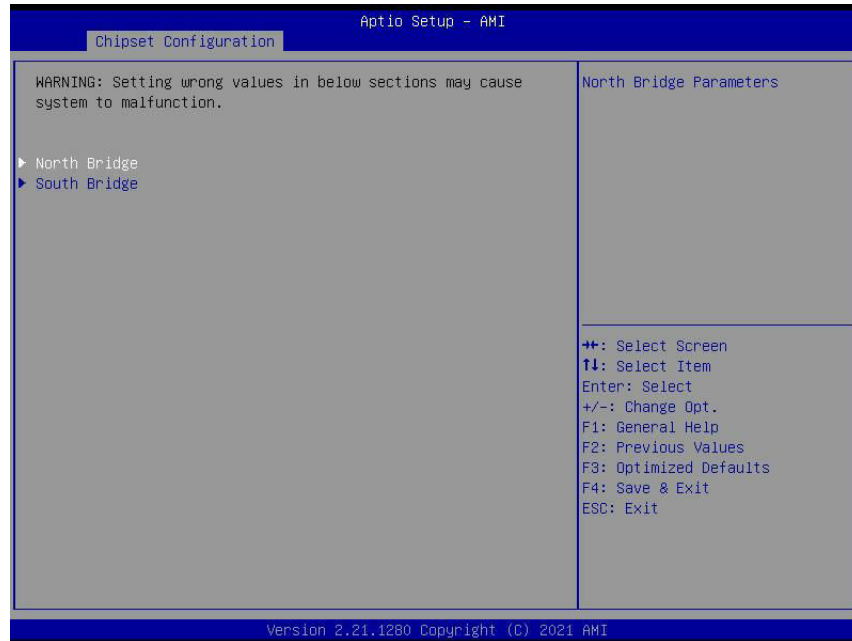 Aptio Setup – AMI
Chipset Configuration
WARNING: Setting wrong values in below sections may cause
system to malfunction.
▶ North Bridge
▶ South Bridge
North Bridge Parameters
→←: Select Screen
↑↓: Select Item
Enter: Select
+/-: Change Opt.
F1: General Help
F2: Previous Values
F3: Optimized Defaults
F4: Save & Exit
ESC: Exit
Version 2.21.1280 Copyright (C) 2021 AMI